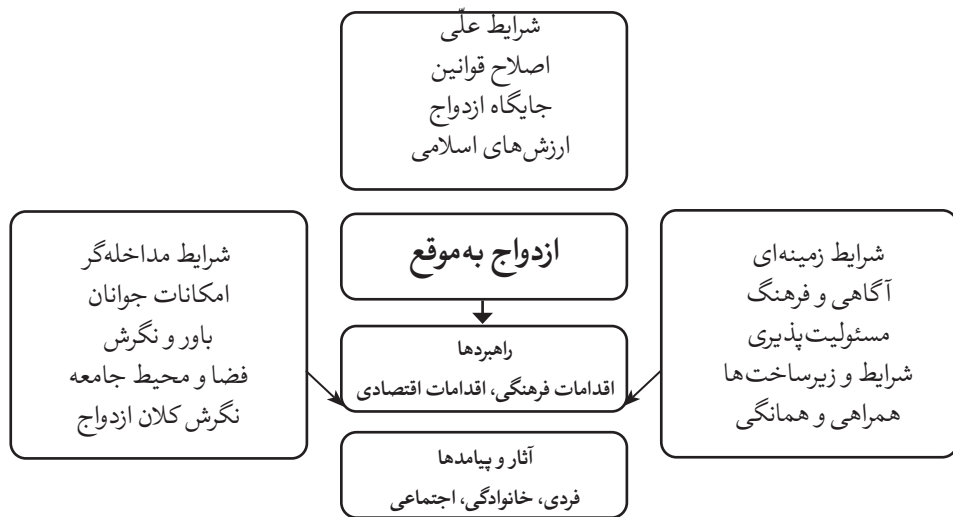 شرایط علّی
اصلاح قوانین
جایگاه ازدواج
ارزش‌های اسلامی
ازدواج به‌موقع
شرایط زمینه‌ای
آگاهی و فرهنگ
مسئولیت‌پذیری
شرایط و زیرساخت‌ها
همراهی و همانگی
راهبردها
اقدامات فرهنگی، اقدامات اقتصادی
شرایط مداخله‌گر
امکانات جوانان
باور و نگرش
فضا و محیط جامعه
نگرش کلان ازدواج
آثار و پیامدها
فردی، خانوادگی، اجتماعی